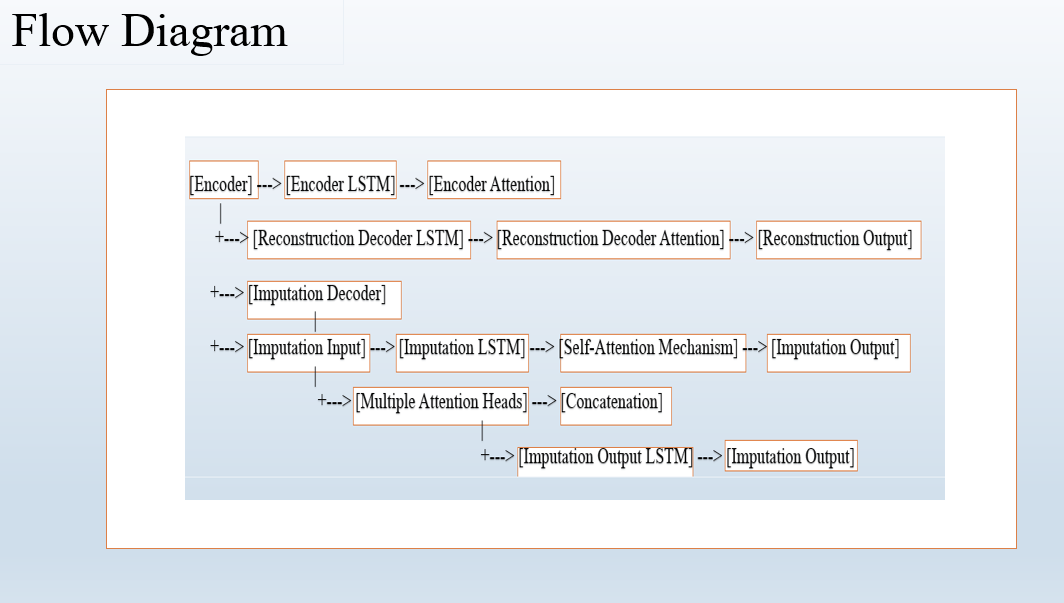 Flow Diagram
[Encoder] ---> [Encoder LSTM] ---> [Encoder Attention]
|
+---> [Reconstruction Decoder LSTM] ---> [Reconstruction Decoder Attention] ---> [Reconstruction Output]
+---> [Imputation Decoder]
|
+---> [Imputation Input] ---> [Imputation LSTM] ---> [Self-Attention Mechanism] ---> [Imputation Output]
|
+---> [Multiple Attention Heads] ---> [Concatenation]
|
+---> [Imputation Output LSTM] ---> [Imputation Output]